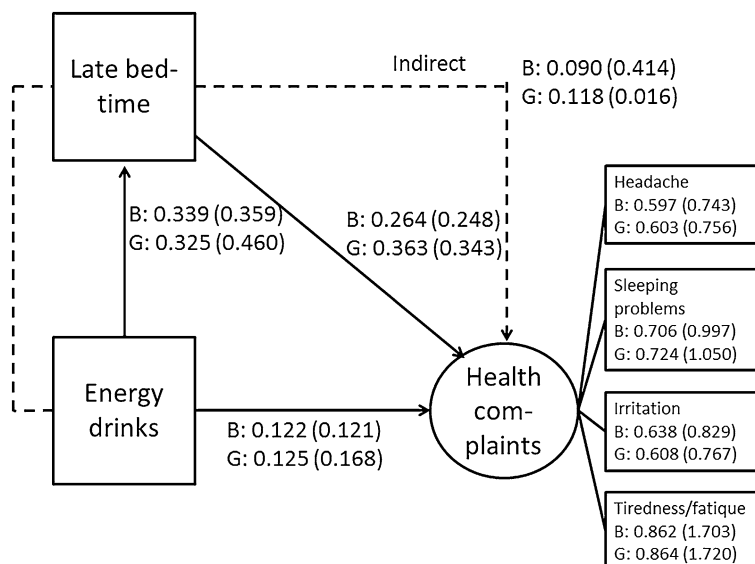 Late bed-
time
Indirect
B: 0.090 (0.414)
G: 0.118 (0.016)
B: 0.339 (0.359)
G: 0.325 (0.460)
B: 0.264 (0.248)
G: 0.363 (0.343)
Energy
drinks
B: 0.122 (0.121)
G: 0.125 (0.168)
Health
com-
plaints
Headache
B: 0.597 (0.743)
G: 0.603 (0.756)
Sleeping
problems
B: 0.706 (0.997)
G: 0.724 (1.050)
Irritation
B: 0.638 (0.829)
G: 0.608 (0.767)
Tiredness/fatique
B: 0.862 (1.703)
G: 0.864 (1.720)